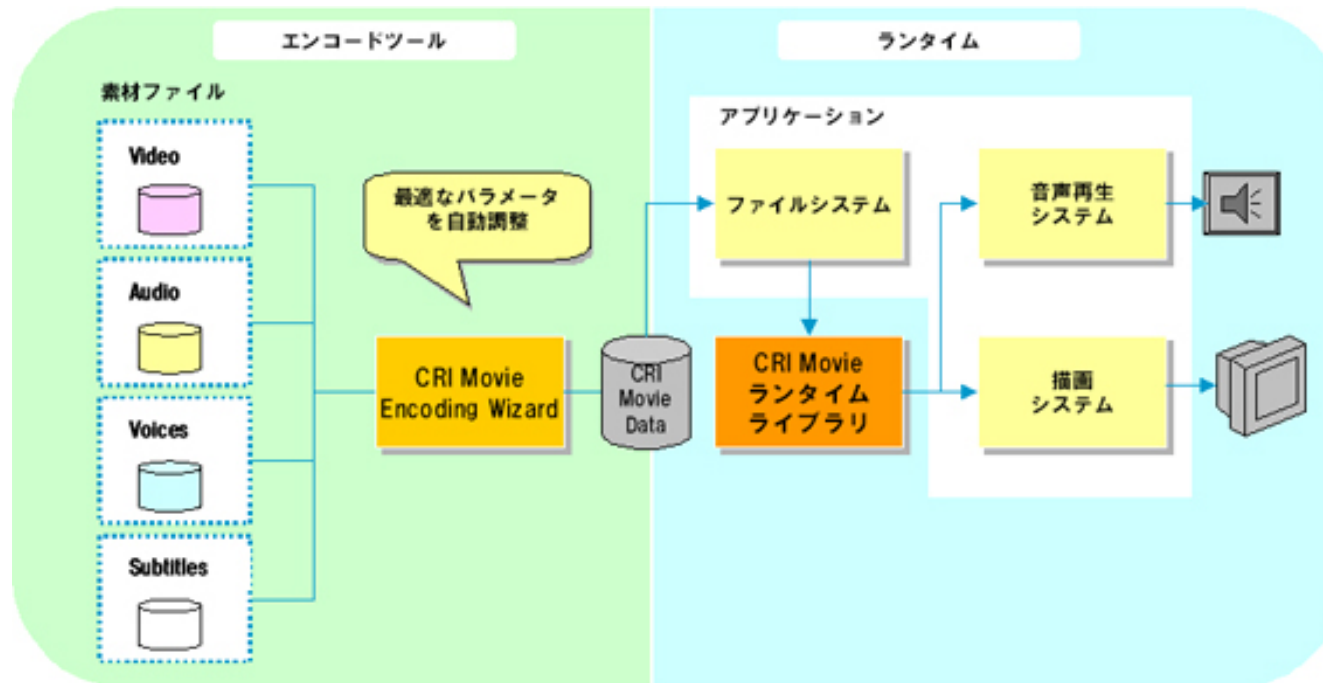 エンコードツール
ランタイム
素材ファイル
Video
Audio
Voices
Subtitles
最適なパラメータ
を自動調整
CRI Movie
Encoding Wizard
CRI
Movie
Data
アプリケーション
ファイルシステム
CRI Movie
ランタイム
ライブラリ
音声再生
システム
描画
システム